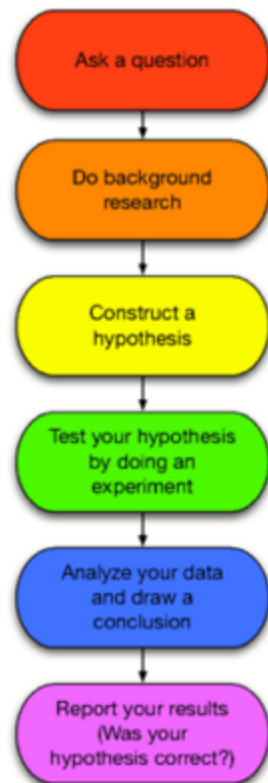 Ask a question
Do background
research
Construct a
hypothesis
Test your hypothesis
by doing an
experiment
Analyze your data
and draw a
conclusion
Report your results
(Was your
hypothesis correct?)